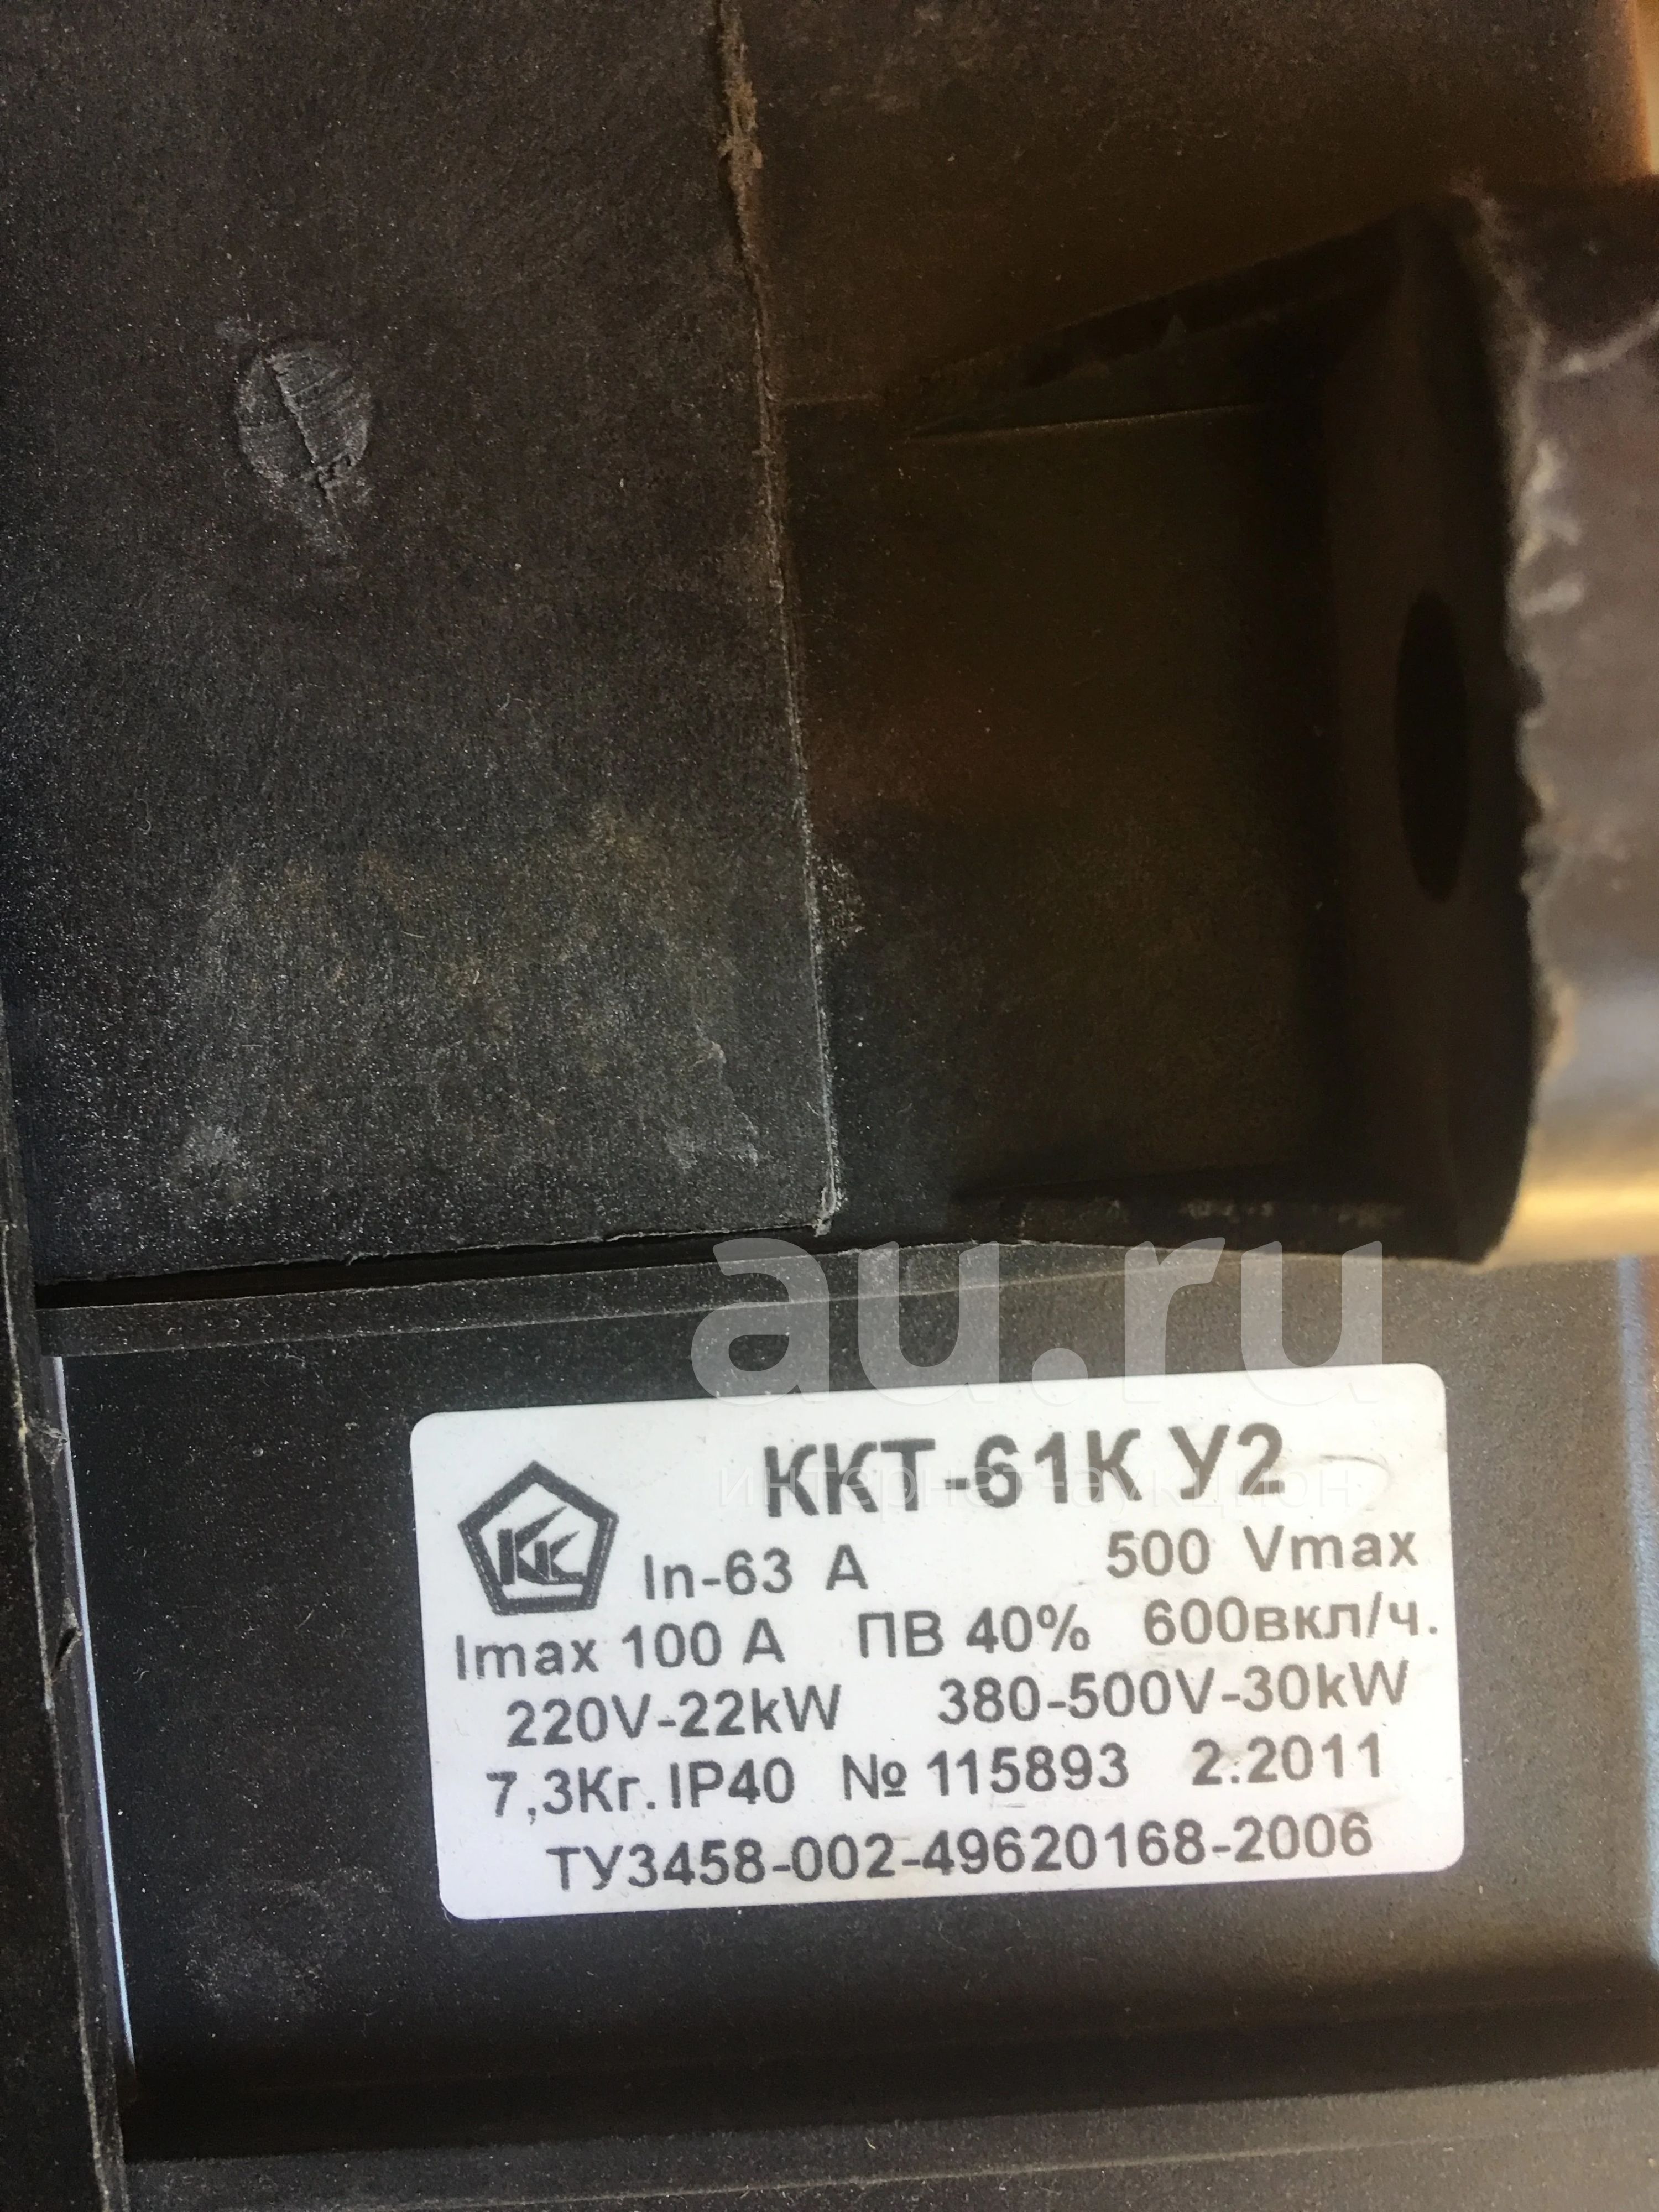 au.ru
интернет-аукцион
ККТ-61К У2
КК
In-63 А 500 Vmax
Imax 100 А ПВ 40% 600вкл/ч.
220V-22kW 380-500V-30kW
7,3Кг. IP40 № 115893 2.2011
ТУ3458-002-49620168-2006